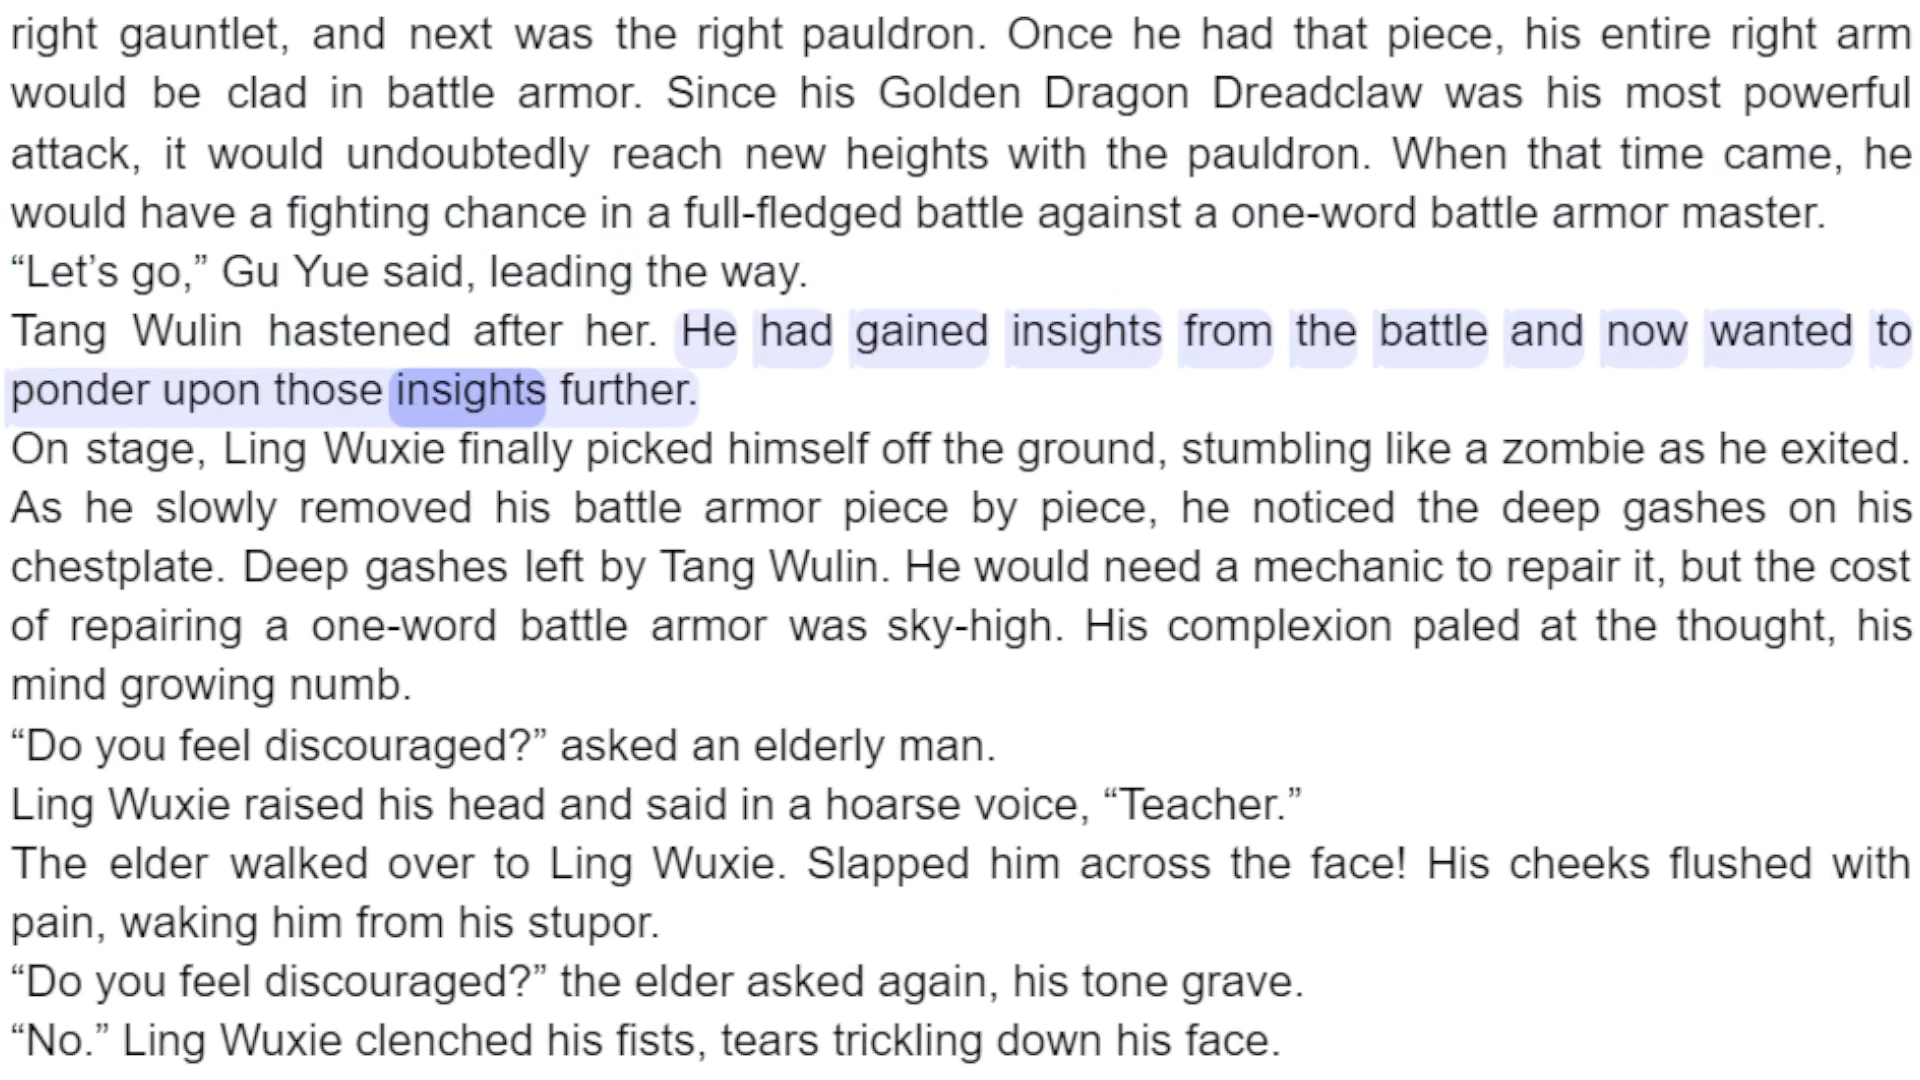 right gauntlet, and next was the right pauldron. Once he had that piece, his entire right arm
would be clad in battle armor. Since his Golden Dragon Dreadclaw was his most powerful
attack, it would undoubtedly reach new heights with the pauldron. When that time came, he
would have a fighting chance in a full-fledged battle against a one-word battle armor master.
“Let’s go,” Gu Yue said, leading the way.
Tang Wulin hastened after her. He had gained insights from the battle and now wanted to
ponder upon those insights further.
On stage, Ling Wuxie finally picked himself off the ground, stumbling like a zombie as he exited.
As he slowly removed his battle armor piece by piece, he noticed the deep gashes on his
chestplate. Deep gashes left by Tang Wulin. He would need a mechanic to repair it, but the cost
of repairing a one-word battle armor was sky-high. His complexion paled at the thought, his
mind growing numb.
“Do you feel discouraged?” asked an elderly man.
Ling Wuxie raised his head and said in a hoarse voice, “Teacher.”
The elder walked over to Ling Wuxie. Slapped him across the face! His cheeks flushed with
pain, waking him from his stupor.
“Do you feel discouraged?” the elder asked again, his tone grave.
“No.” Ling Wuxie clenched his fists, tears trickling down his face.